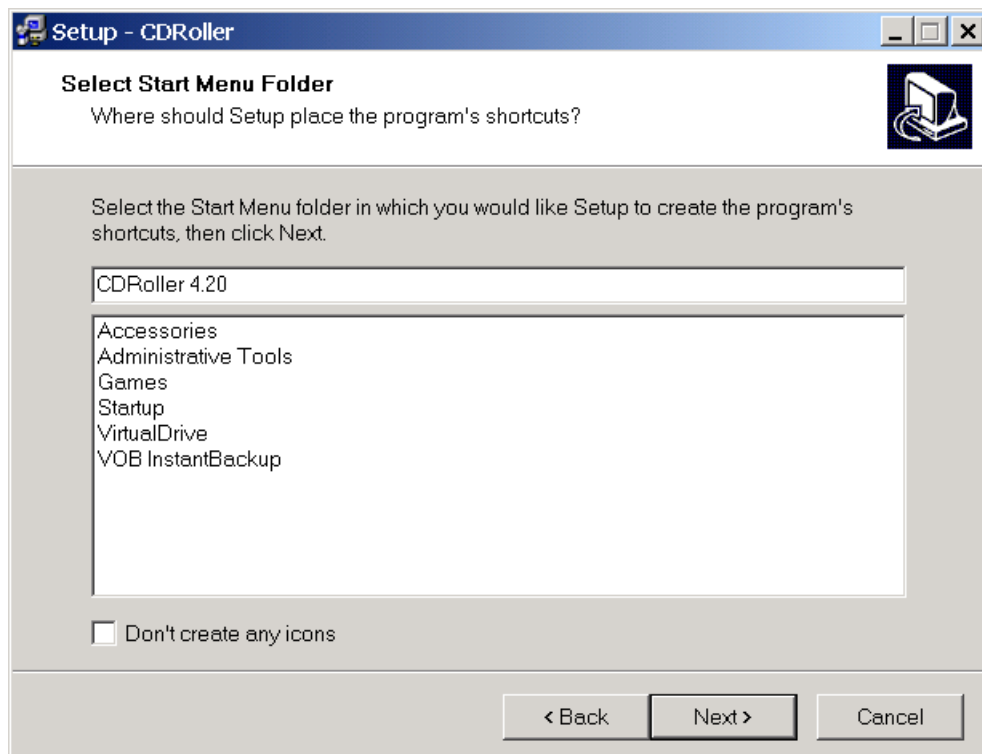 Setup - CDRoller
Select Start Menu Folder
Where should Setup place the program's shortcuts?
Select the Start Menu folder in which you would like Setup to create the program's
shortcuts, then click Next.
CDRoller 4.20
Accessories
Administrative Tools
Games
Startup
VirtualDrive
VOB InstantBackup
Don't create any icons
< Back Next > Cancel